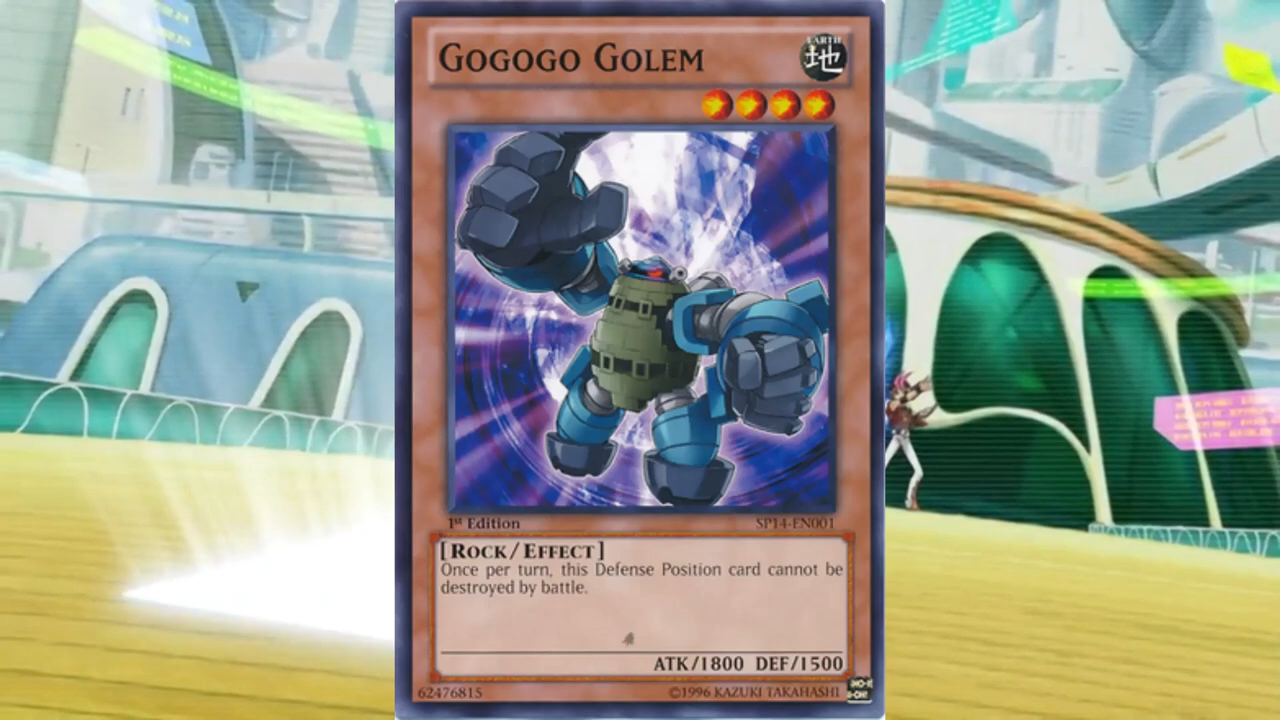 GOGOGO GOLEM
EARTH
地
1st Edition
SP14-EN001
[ROCK/EFFECT]
Once per turn, this Defense Position card cannot be
destroyed by battle.
ATK/1800 DEF/1500
62476815
©1996 KAZUKI TAKAHASHI